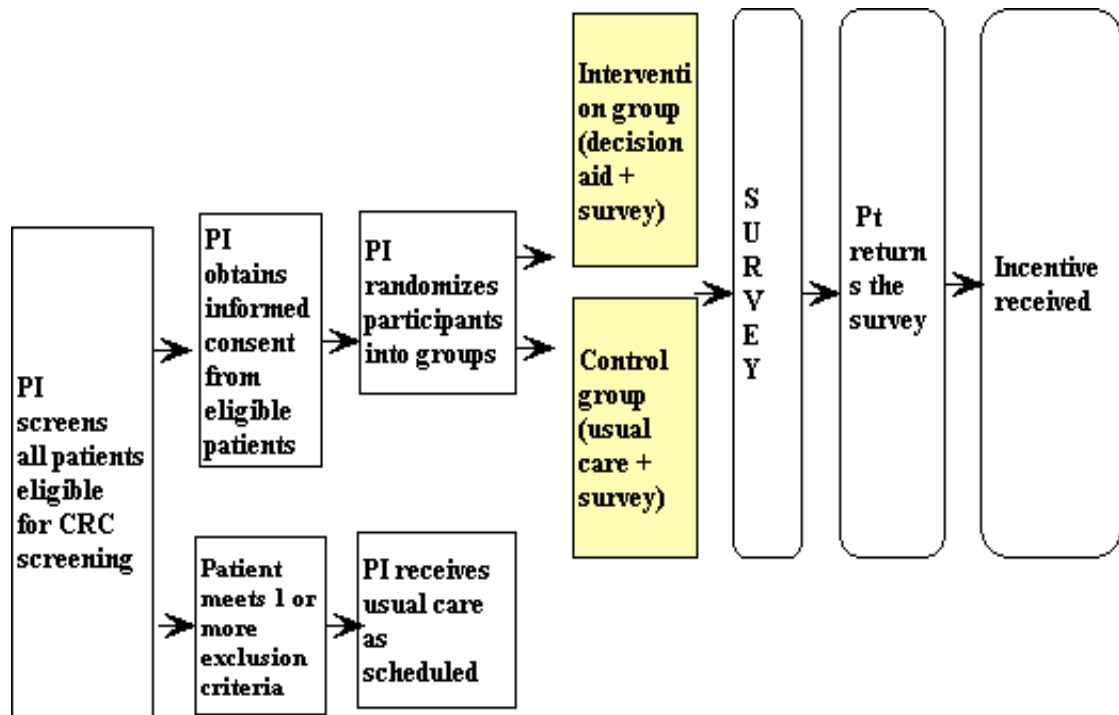 PI
screens
all patients
eligible
for CRC
screening
PI
obtains
informed
consent
from
eligible
patients
PI
randomizes
participants
into groups
Interventi
on group
(decision
aid +
survey)
Control
group
(usual
care +
survey)
S
U
R
V
E
Y
Pt
return
s the
survey
Incentive
received
Patient
meets 1 or
more
exclusion
criteria
PI receives
usual care
as
scheduled